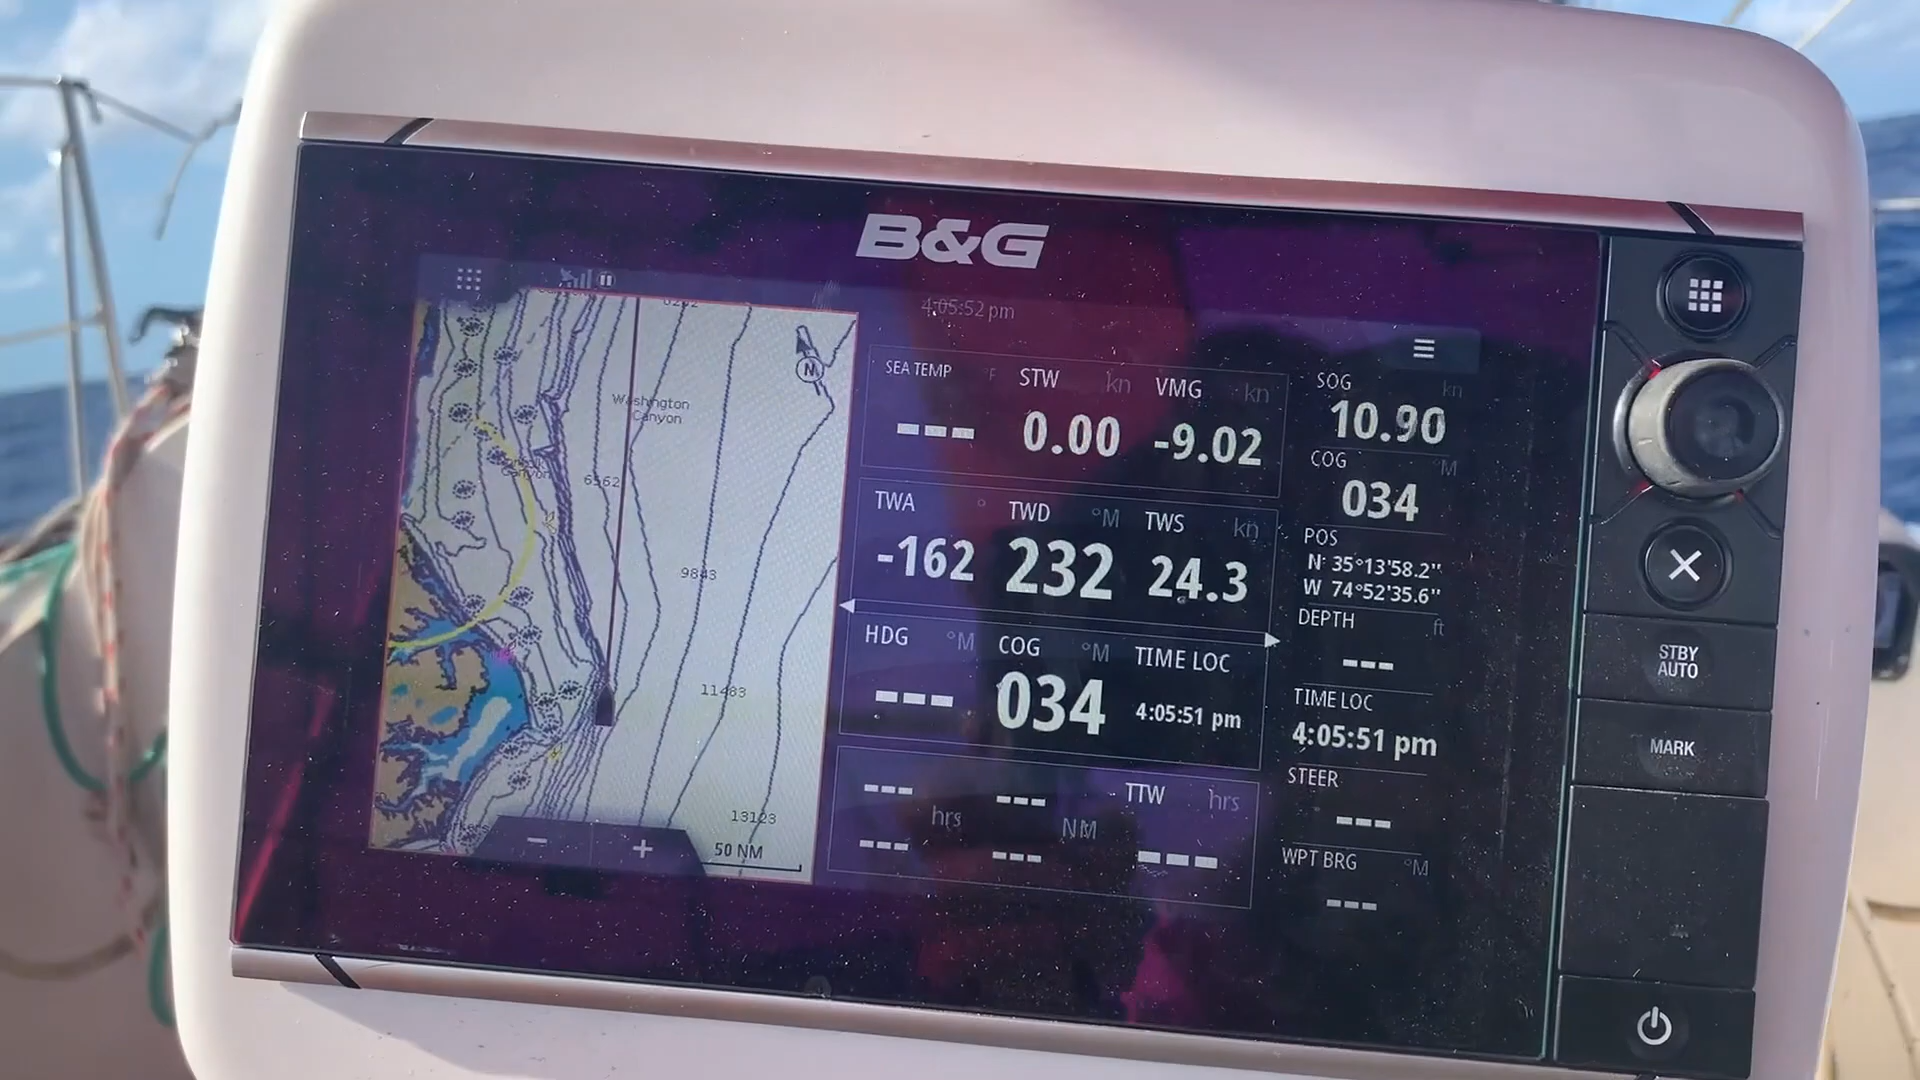 B&G
4:05:52 pm
SEA TEMP °F
---
STW kn
0.00
VMG kn
-9.02
SOG kn
10.90
COG °M
034
TWA °
-162
TWD °M
232
TWS kn
24.3
POS
N 35°13'58.2"
W 74°52'35.6"
DEPTH ft
---
HDG °M
---
COG °M
034
TIME LOC
4:05:51 pm
TIME LOC
4:05:51 pm
STEER
---
--- hrs
---
--- NM
---
TTW hrs
---
WPT BRG °M
---
N
Washington
Canyon
Canyon
6562
9843
11483
13123
50 NM
- +
STBY
AUTO
MARK